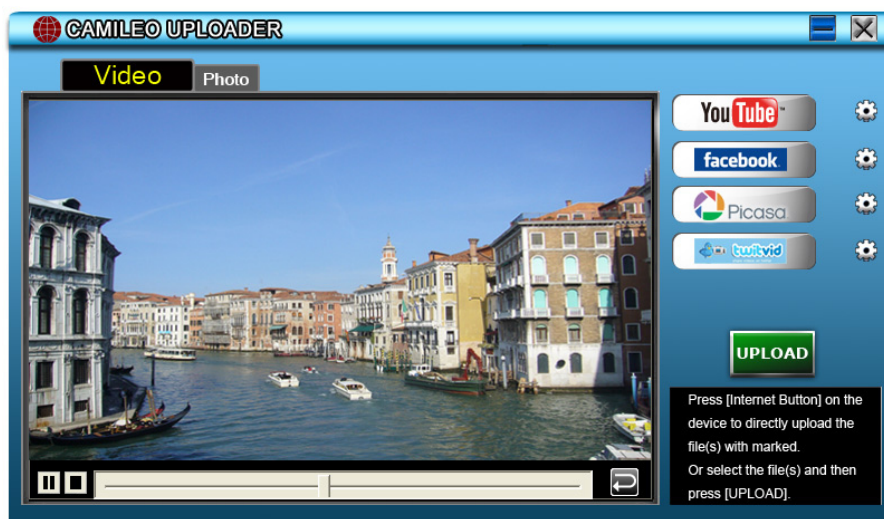 CAMILEO UPLOADER
Video
Photo
YouTube™
facebook.
Picasa
twitvid
UPLOAD
Press [Internet Button] on the
device to directly upload the
file(s) with marked.
Or select the file(s) and then
press [UPLOAD].